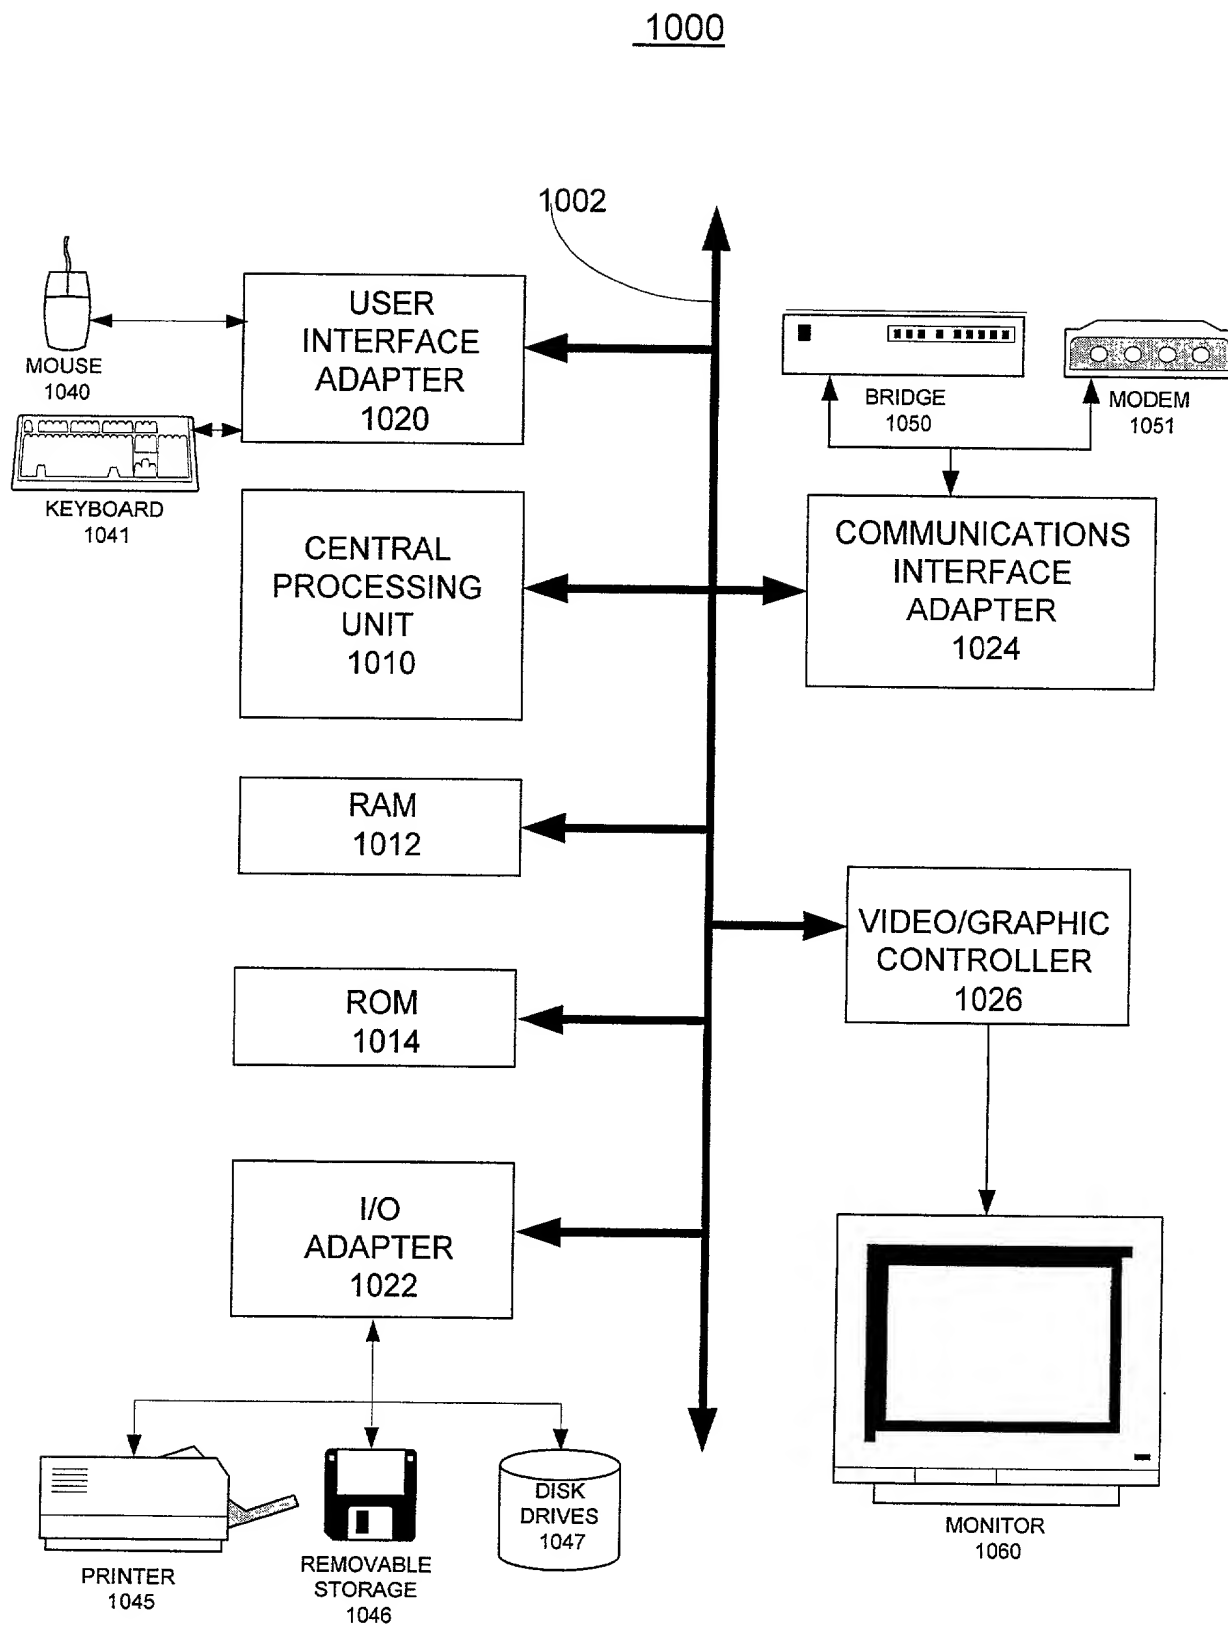 1000
1002
USER
INTERFACE
ADAPTER
1020
MOUSE
1040
KEYBOARD
1041
BRIDGE
1050
MODEM
1051
CENTRAL
PROCESSING
UNIT
1010
COMMUNICATIONS
INTERFACE
ADAPTER
1024
RAM
1012
VIDEO/GRAPHIC
CONTROLLER
1026
ROM
1014
I/O
ADAPTER
1022
PRINTER
1045
REMOVABLE
STORAGE
1046
DISK
DRIVES
1047
MONITOR
1060